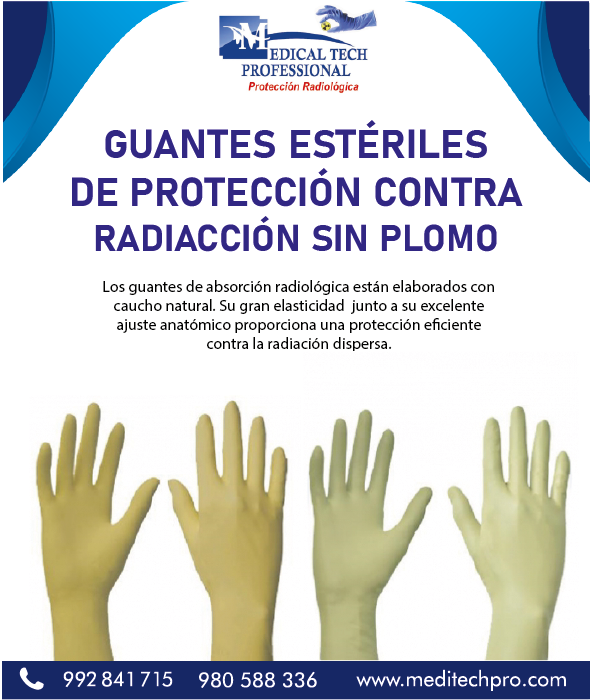 MEDICAL TECH
PROFESSIONAL
Protección Radiológica
GUANTES ESTÉRILES
DE PROTECCIÓN CONTRA
RADIACCIÓN SIN PLOMO
Los guantes de absorción radiológica están elaborados con
caucho natural. Su gran elasticidad junto a su excelente
ajuste anatómico proporciona una protección eficiente
contra la radiación dispersa.
992 841 715 980 588 336 www.meditechpro.com